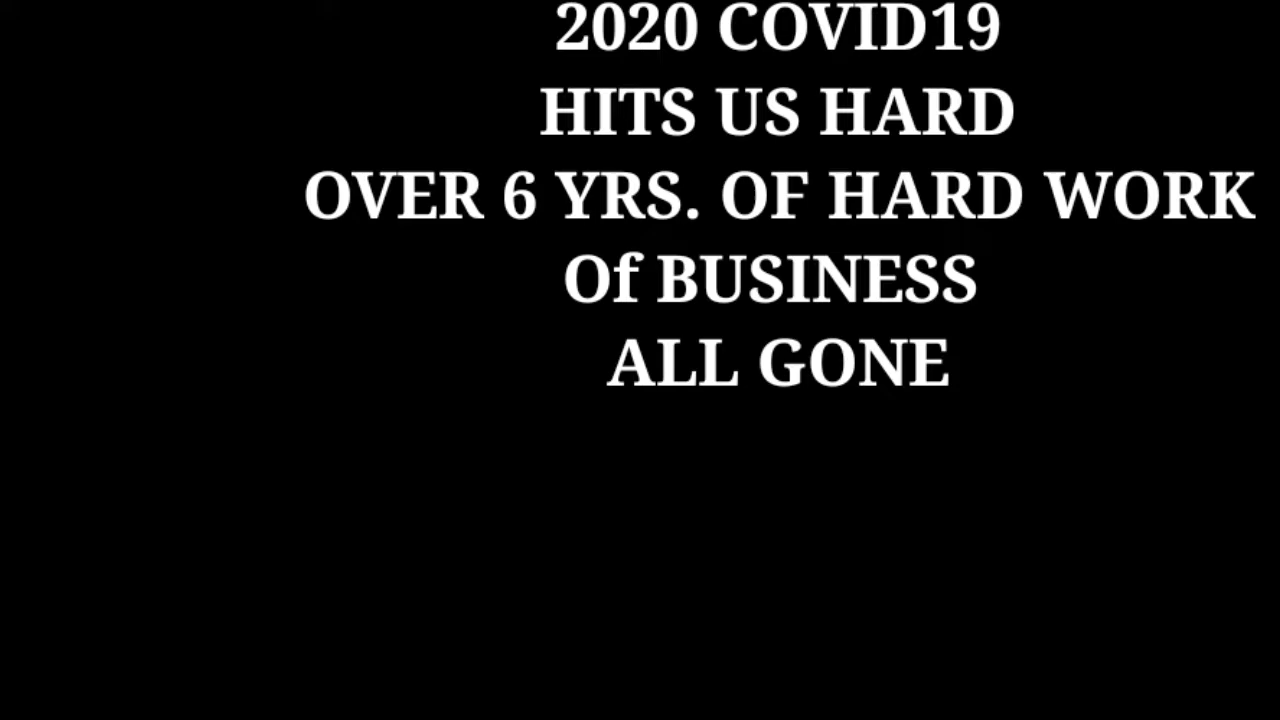 2020 COVID19
HITS US HARD
OVER 6 YRS. OF HARD WORK
Of BUSINESS
ALL GONE